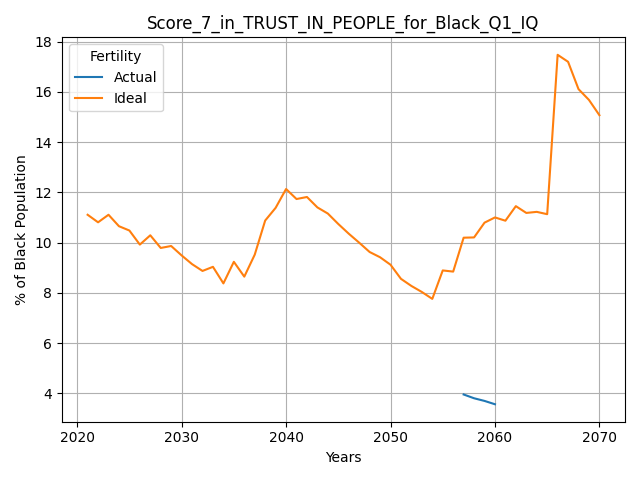 Score_7_in_TRUST_IN_PEOPLE_for_Black_Q1_IQ
Fertility
Actual
Ideal
% of Black Population
18
16
14
12
10
8
6
4
2020
2030
2040
2050
2060
2070
Years